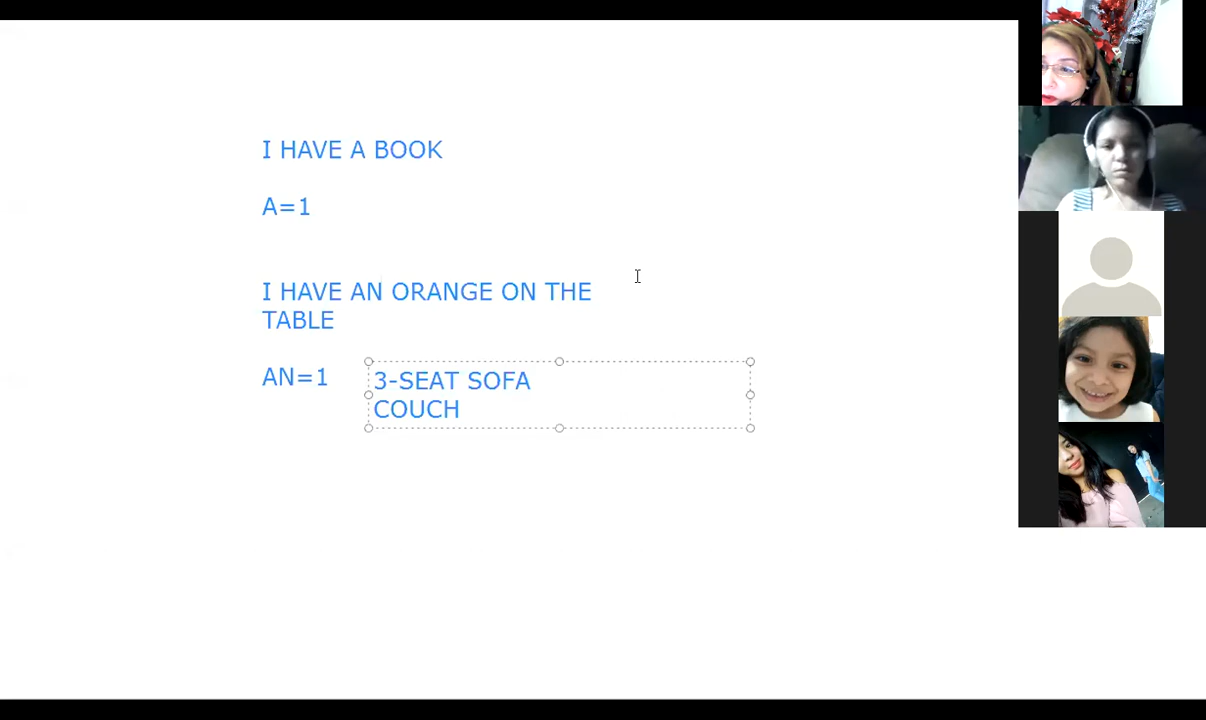 I HAVE A BOOK
A=1
I HAVE AN ORANGE ON THE
TABLE
AN=1
3-SEAT SOFA
COUCH